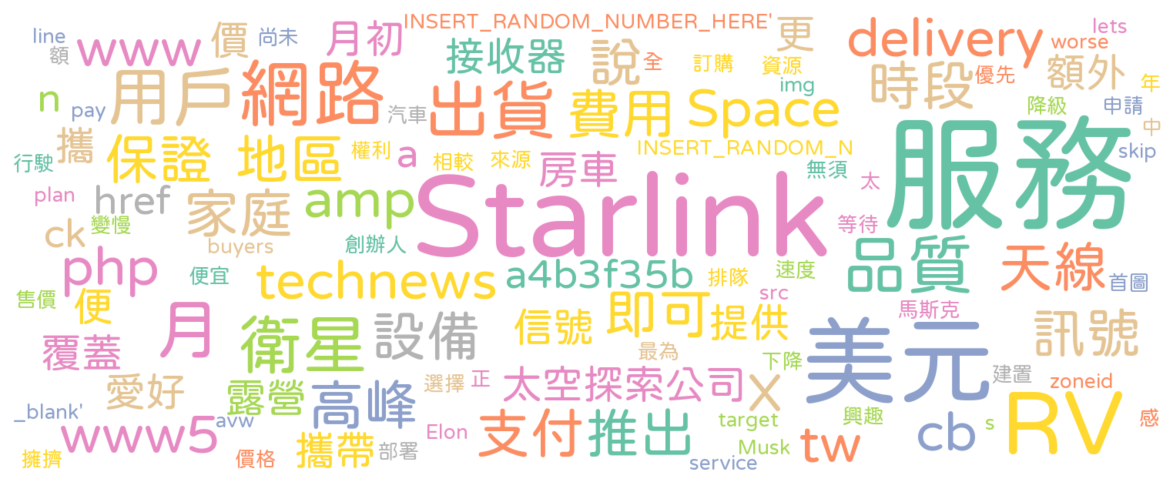 INSERT_RANDOM_NUMBER_HERE'
line
www
價
尚未
月初
更
delivery
lets
worse
額
接收器
說
全
訂購
資源
時段
優先
額外
年
用戶
網路
n
pay
汽車
出貨
費用
Space
img
降級
申請
中
攜
保證
地區
權利
a
相較
來源
INSERT_RANDOM_N
服務
skip
行駛
房車
無須
太
plan
href
家庭
amp
Starlink
等待
ck
變慢
buyers
創辦人
品質
天線
php
便宜
technews
a4b3f35b
排隊
速度
首圖
售價
便
月
衛星
設備
信號
即可
提供
src
馬斯克
美元
訊號
覆蓋
最為
下降
建置
愛好
露營
高峰
選擇
正
太空探索公司
X
zoneid
RV
_blank'
avw
www5
攜帶
部署
Elon
支付
推出
target
Musk
興趣
tw
cb
s
感
擁擠
價格
service